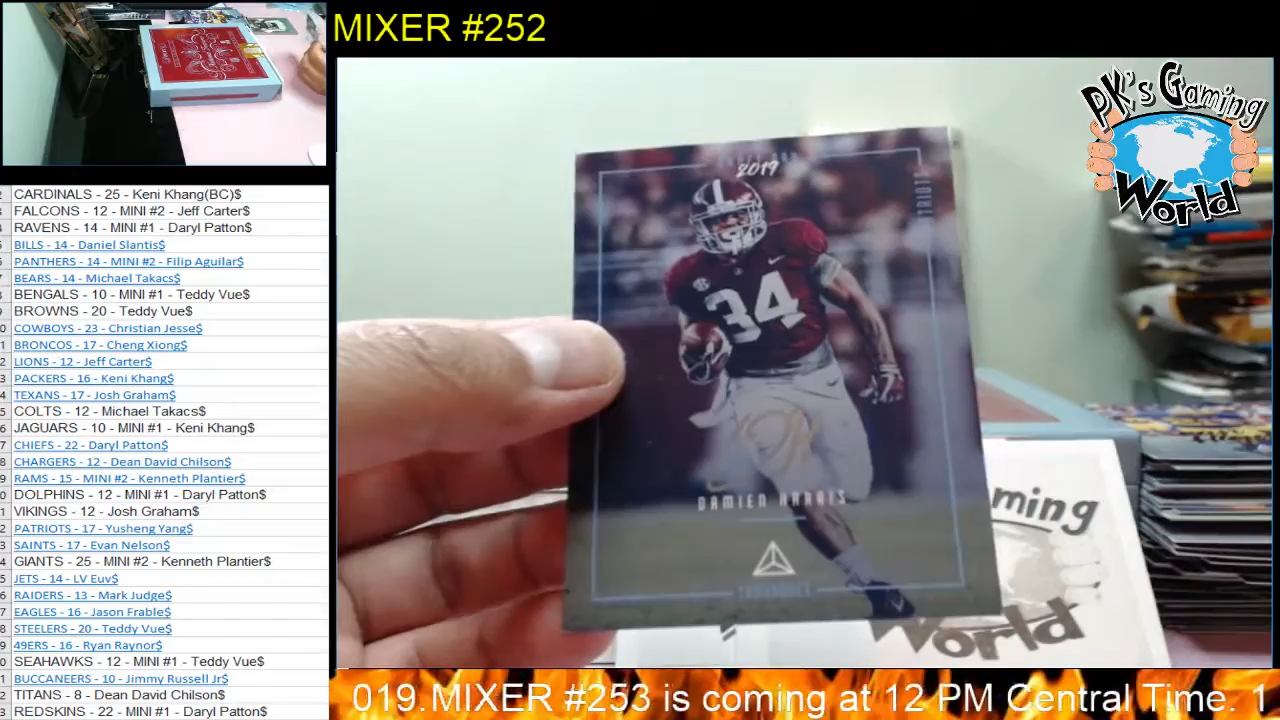 MIXER #252
PK's Gaming
World
CARDINALS - 25 - Keni Khang(BC)$
FALCONS - 12 - MINI #2 - Jeff Carter$
RAVENS - 14 - MINI #1 - Daryl Patton$
BILLS - 14 - Daniel Slantis$
PANTHERS - 14 - MINI #2 - Filip Aguilar$
BEARS - 14 - Michael Takacs$
BENGALS - 10 - MINI #1 - Teddy Vue$
BROWNS - 20 - Teddy Vue$
COWBOYS - 23 - Christian Jesse$
BRONCOS - 17 - Cheng Xiong$
LIONS - 12 - Jeff Carter$
PACKERS - 16 - Keni Khang$
TEXANS - 17 - Josh Graham$
COLTS - 12 - Michael Takacs$
JAGUARS - 10 - MINI #1 - Keni Khang$
CHIEFS - 22 - Daryl Patton$
CHARGERS - 12 - Dean David Chilson$
RAMS - 15 - MINI #2 - Kenneth Plantier$
DOLPHINS - 12 - MINI #1 - Daryl Patton$
VIKINGS - 12 - Josh Graham$
PATRIOTS - 17 - Yusheng Yang$
SAINTS - 17 - Evan Nelson$
GIANTS - 25 - MINI #2 - Kenneth Plantier$
JETS - 14 - LV Euv$
RAIDERS - 13 - Mark Judge$
EAGLES - 16 - Jason Frable$
STEELERS - 20 - Teddy Vue$
49ERS - 16 - Ryan Raynor$
SEAHAWKS - 12 - MINI #1 - Teddy Vue$
BUCCANEERS - 10 - Jimmy Russell Jr$
TITANS - 8 - Dean David Chilson$
REDSKINS - 22 - MINI #1 - Daryl Patton$
2019
34
DAMIEN HARRIS
LUMINANCE
aming
World
019.MIXER #253 is coming at 12 PM Central Time. 1